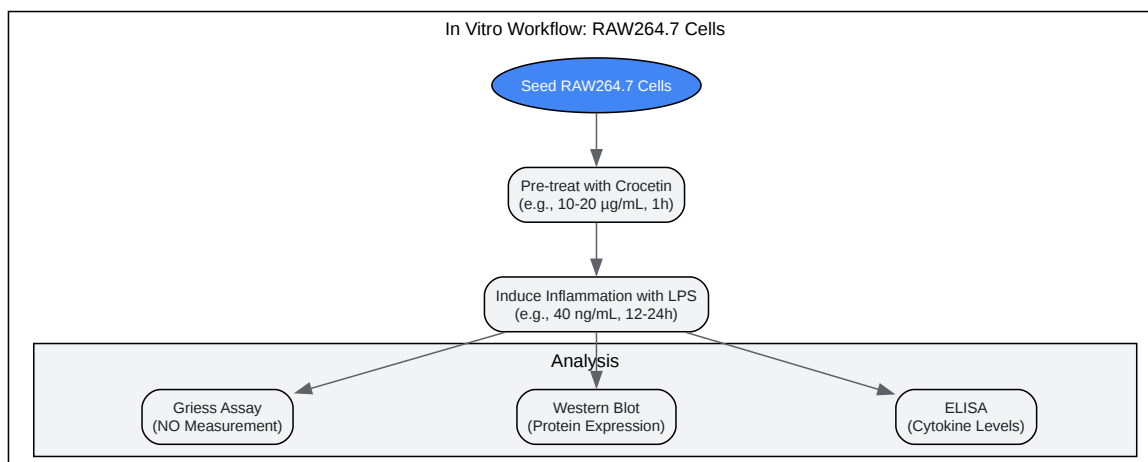 In Vitro Workflow: RAW264.7 Cells
Seed RAW264.7 Cells
Pre-treat with Crocetin
(e.g., 10-20 µg/mL, 1h)
Induce Inflammation with LPS
(e.g., 40 ng/mL, 12-24h)
Analysis
Griess Assay
(NO Measurement)
Western Blot
(Protein Expression)
ELISA
(Cytokine Levels)